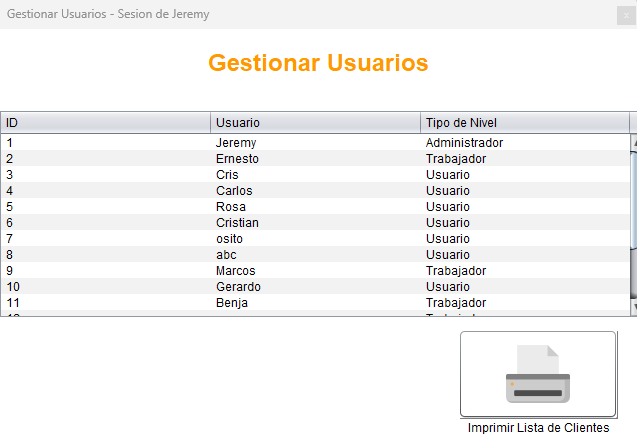 Gestionar Usuarios - Sesion de Jeremy
Gestionar Usuarios
ID Usuario Tipo de Nivel
1 Jeremy Administrador
2 Ernesto Trabajador
3 Cris Usuario
4 Carlos Usuario
5 Rosa Usuario
6 Cristian Usuario
7 osito Usuario
8 abc Usuario
9 Marcos Trabajador
10 Gerardo Usuario
11 Benja Trabajador
Imprimir Lista de Clientes